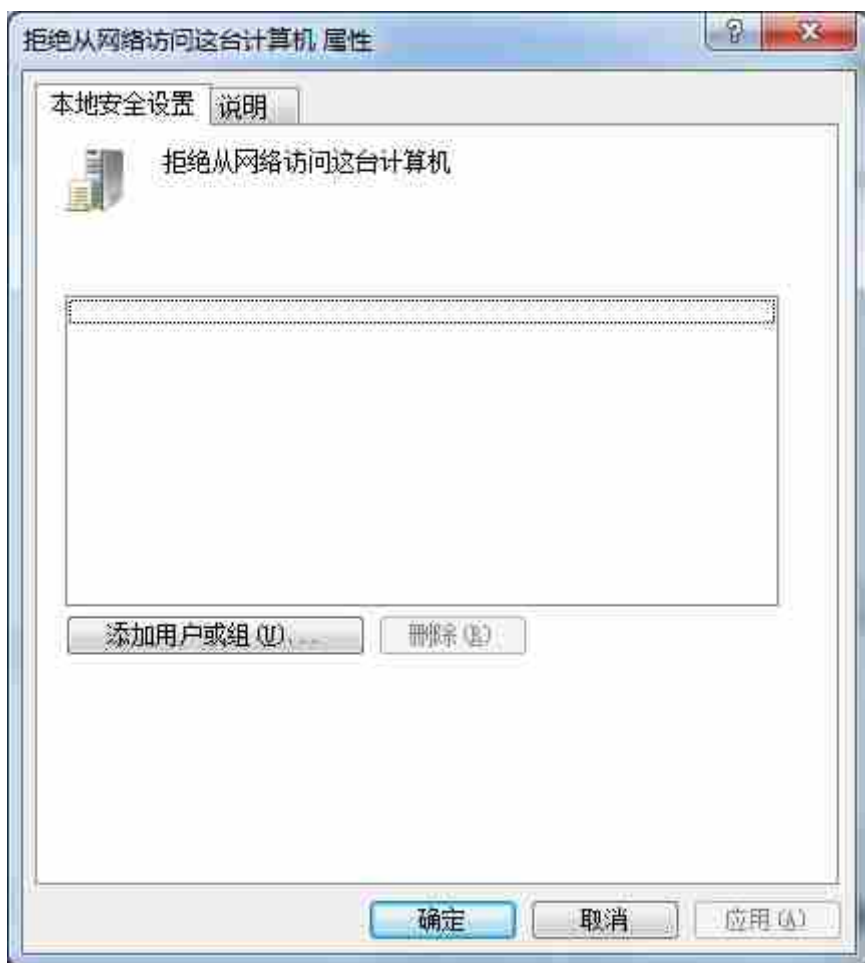 拒绝从网络访问这台计算机 属性
本地安全设置 说明
拒绝从网络访问这台计算机
添加用户或组(U)...
删除(R)
确定 取消 应用(A)